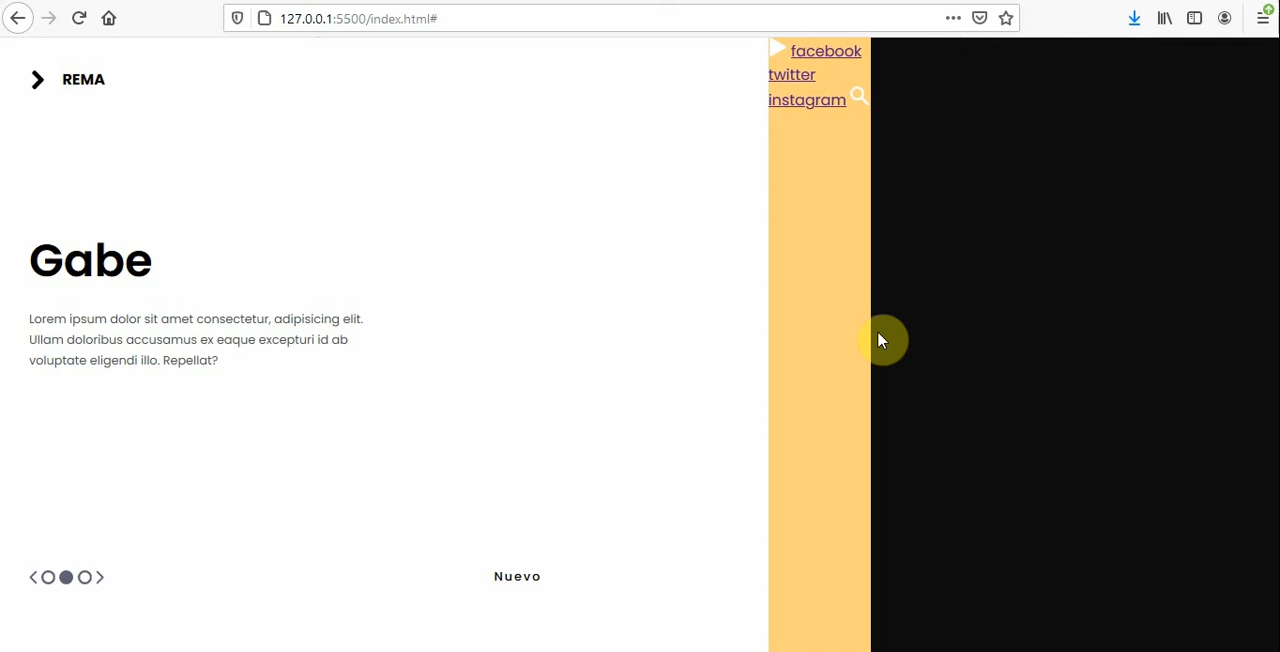 127.0.0.1:5500/index.html#
REMA
facebook
twitter
instagram
Gabe
Lorem ipsum dolor sit amet consectetur, adipisicing elit.
Ullam doloribus accusamus ex eaque excepturi id ab
voluptate eligendi illo. Repellat?
Nuevo